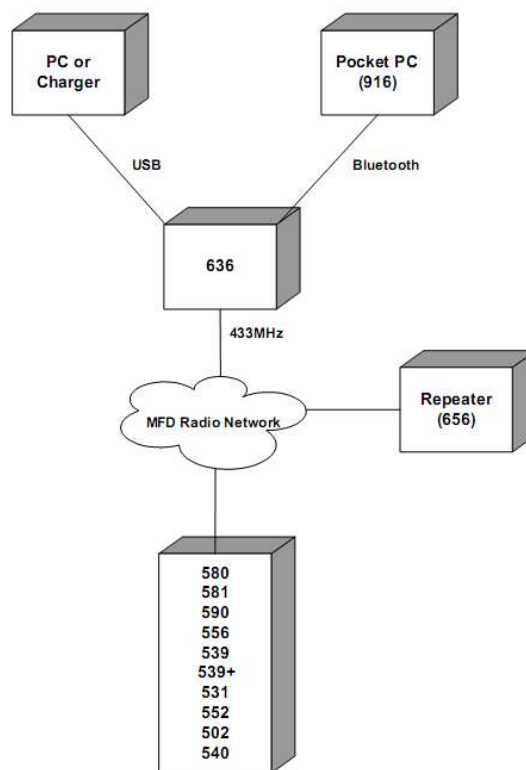 PC or
Charger
Pocket PC
(916)
USB
Bluetooth
636
433MHz
MFD Radio Network
Repeater
(656)
580
581
590
556
539
539+
531
552
502
540